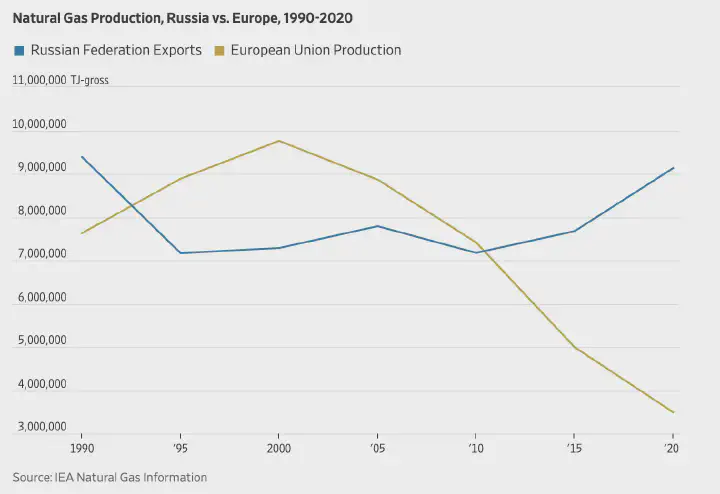 Natural Gas Production, Russia vs. Europe, 1990-2020
Russian Federation Exports European Union Production
11,000,000 TJ-gross
10,000,000
9,000,000
8,000,000
7,000,000
6,000,000
5,000,000
4,000,000
3,000,000
1990 ’95 2000 ’05 ’10 ’15 ’20
Source: IEA Natural Gas Information